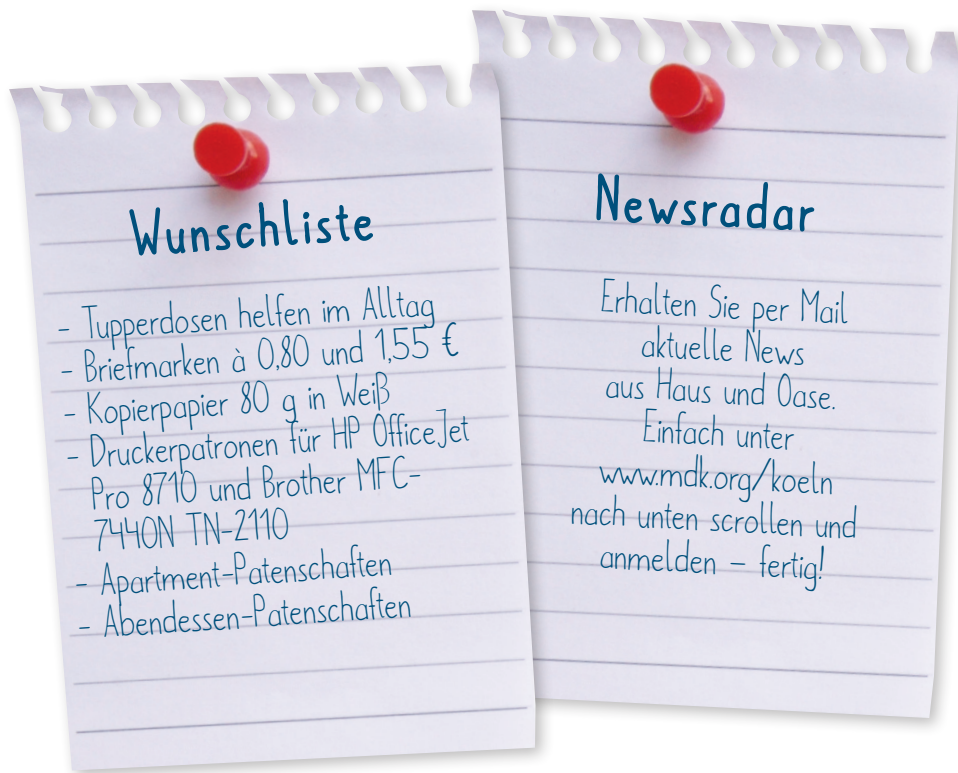 Wunschliste
- Tupperdosen helfen im Alltag
- Briefmarken à 0,80 und 1,55 €
- Kopierpapier 80 g in Weiß
- Druckerpatronen für HP OfficeJet
Pro 8710 und Brother MFC-
7440N TN-2110
- Apartment-Patenschaften
- Abendessen-Patenschaften
Newsradar
Erhalten Sie per Mail
aktuelle News
aus Haus und Oase.
Einfach unter
www.mdk.org/koeln
nach unten scrollen und
anmelden – fertig!